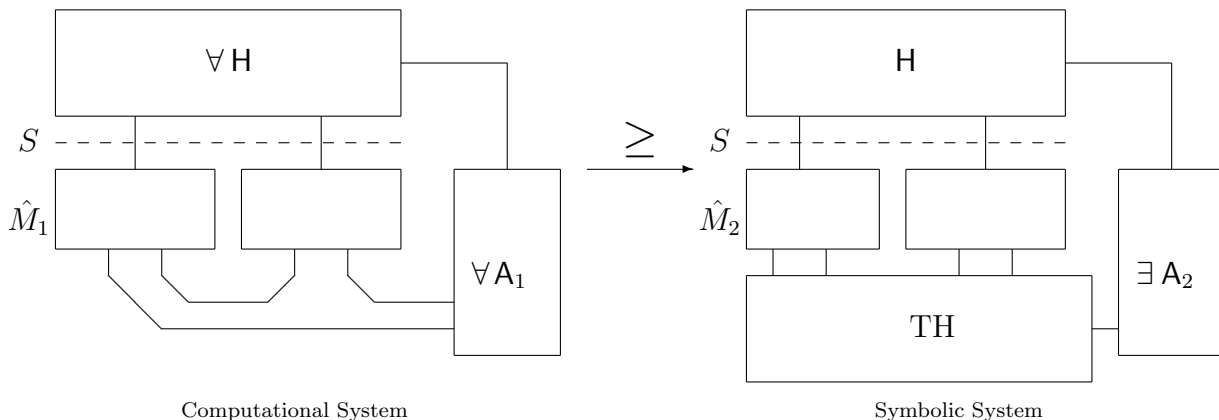 ∀ H
H
S
≥
S
M̂₁
M̂₂
∀ A₁
∃ A₂
TH
Computational System
Symbolic System